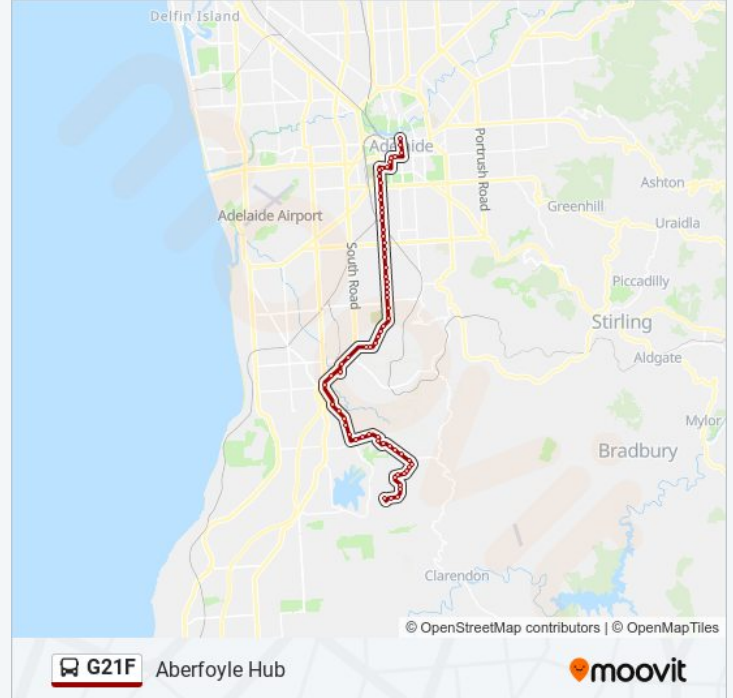 Delfin Island
Adelaide
Portrush Road
Ashton
Greenhill
Adelaide Airport
Uraidla
South Road
Piccadilly
Stirling
Aldgate
Mylor
Bradbury
Clarendon
© OpenStreetMap contributors | © OpenMapTiles
G21F Aberfoyle Hub
moovit